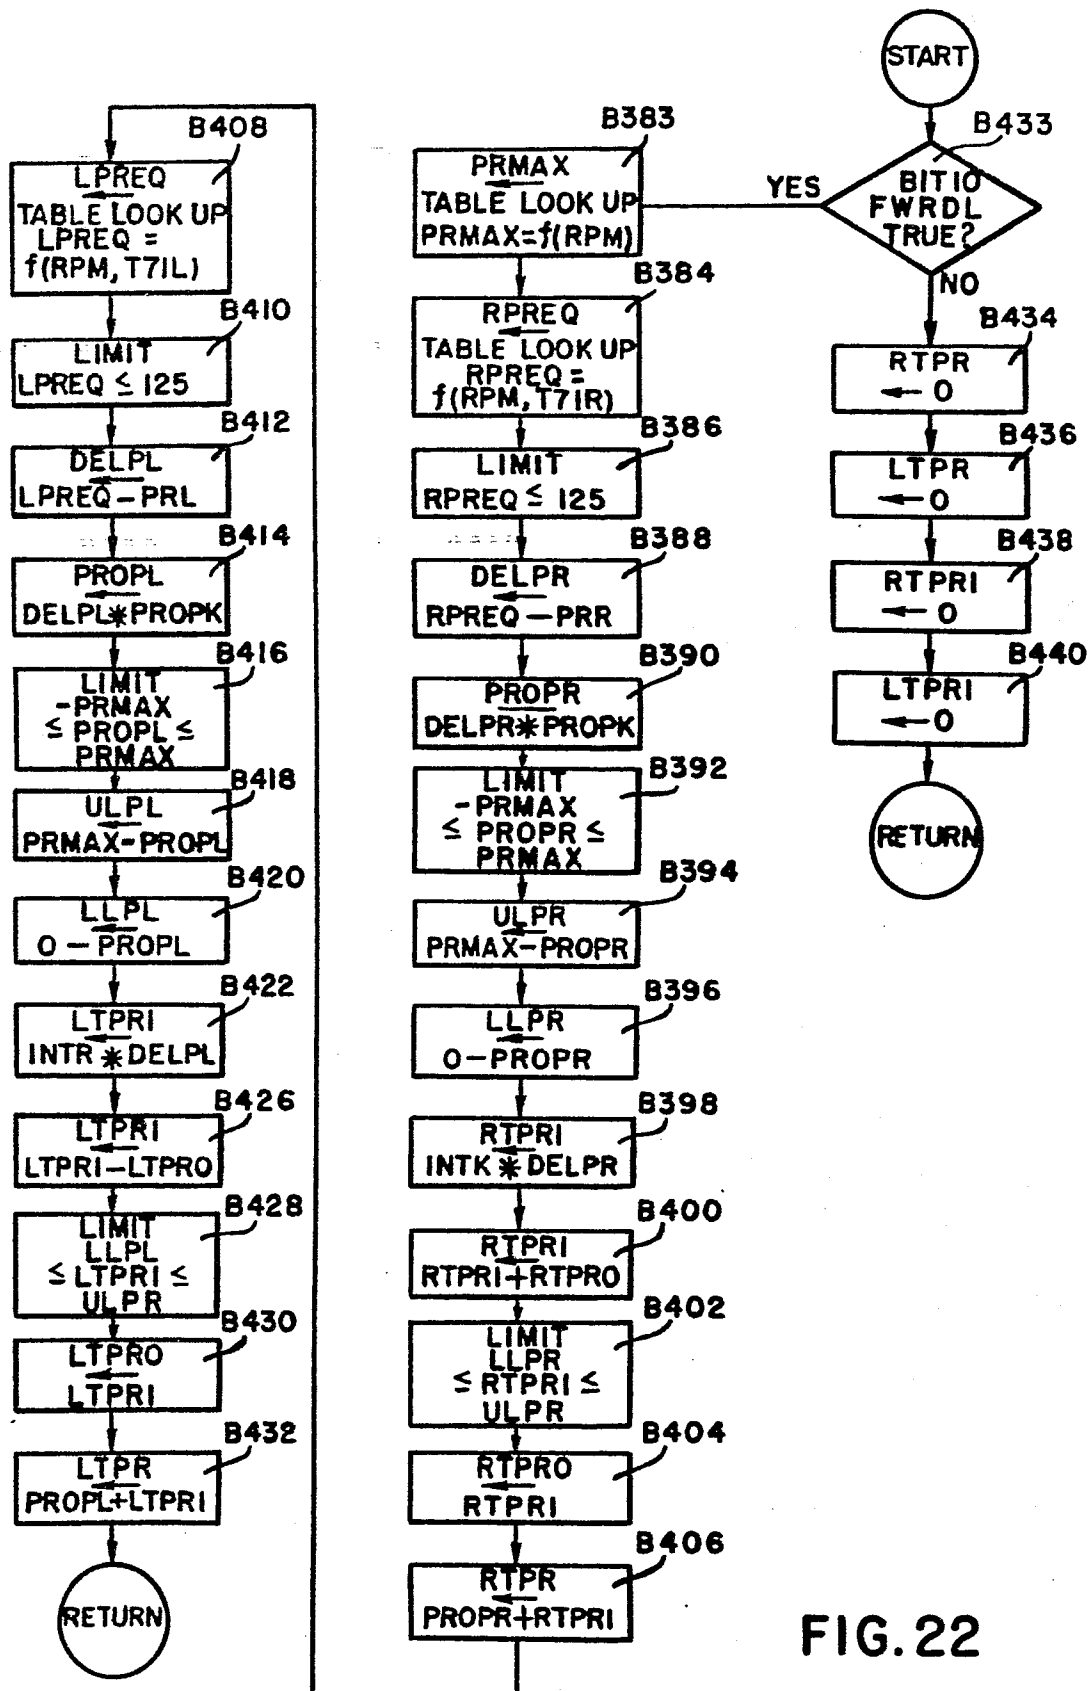 START
B433
BIT 10
FWRDL
TRUE?
YES
NO
B434
RTPR
← 0
B436
LTPR
← 0
B438
RTPRI
← 0
B440
LTPRI
← 0
RETURN
B383
PRMAX
←
TABLE LOOK UP
PRMAX=f(RPM)
B384
RPREQ
←
TABLE LOOK UP
RPREQ =
f(RPM, T71R)
B386
LIMIT
RPREQ ≤ 125
B388
DELPR
←
RPREQ – PRR
B390
PROPR
DELPR * PROPK
B392
LIMIT
-PRMAX
≤ PROPR ≤
PRMAX
B394
ULPR
←
PRMAX-PROPR
B396
LLPR
←
0-PROPR
B398
RTPRI
←
INTK * DELPR
B400
RTPRI
←
RTPRI+RTPRO
B402
LIMIT
LLPR
≤ RTPRI ≤
ULPR
B404
RTPRO
←
RTPRI
B406
RTPR
←
PROPR+RTPRI
B408
LPREQ
←
TABLE LOOK UP
LPREQ =
f(RPM, T71L)
B410
LIMIT
LPREQ ≤ 125
B412
DELPL
←
LPREQ – PRL
B414
PROPL
←
DELPL * PROPK
B416
LIMIT
-PRMAX
≤ PROPL ≤
PRMAX
B418
ULPL
←
PRMAX-PROPL
B420
LLPL
←
0 – PROPL
B422
LTPRI
←
INTR * DELPL
B426
LTPRI
←
LTPRI–LTPRO
B428
LIMIT
LLPL
≤ LTPRI ≤
ULPR
B430
LTPRO
←
LTPRI
B432
LTPR
←
PROPL+LTPRI
RETURN
FIG. 22